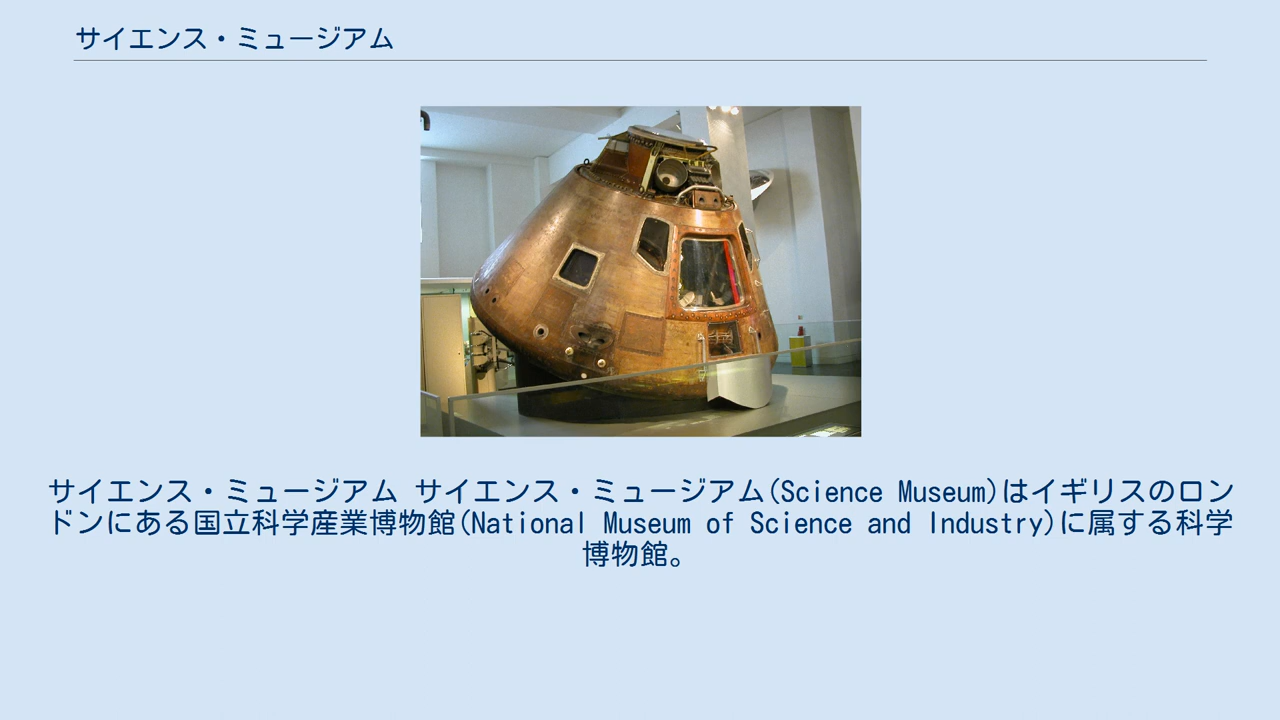 サイエンス・ミュージアム
サイエンス・ミュージアム サイエンス・ミュージアム(Science Museum)はイギリスのロン
ドンにある国立科学産業博物館(National Museum of Science and Industry)に属する科学
博物館。